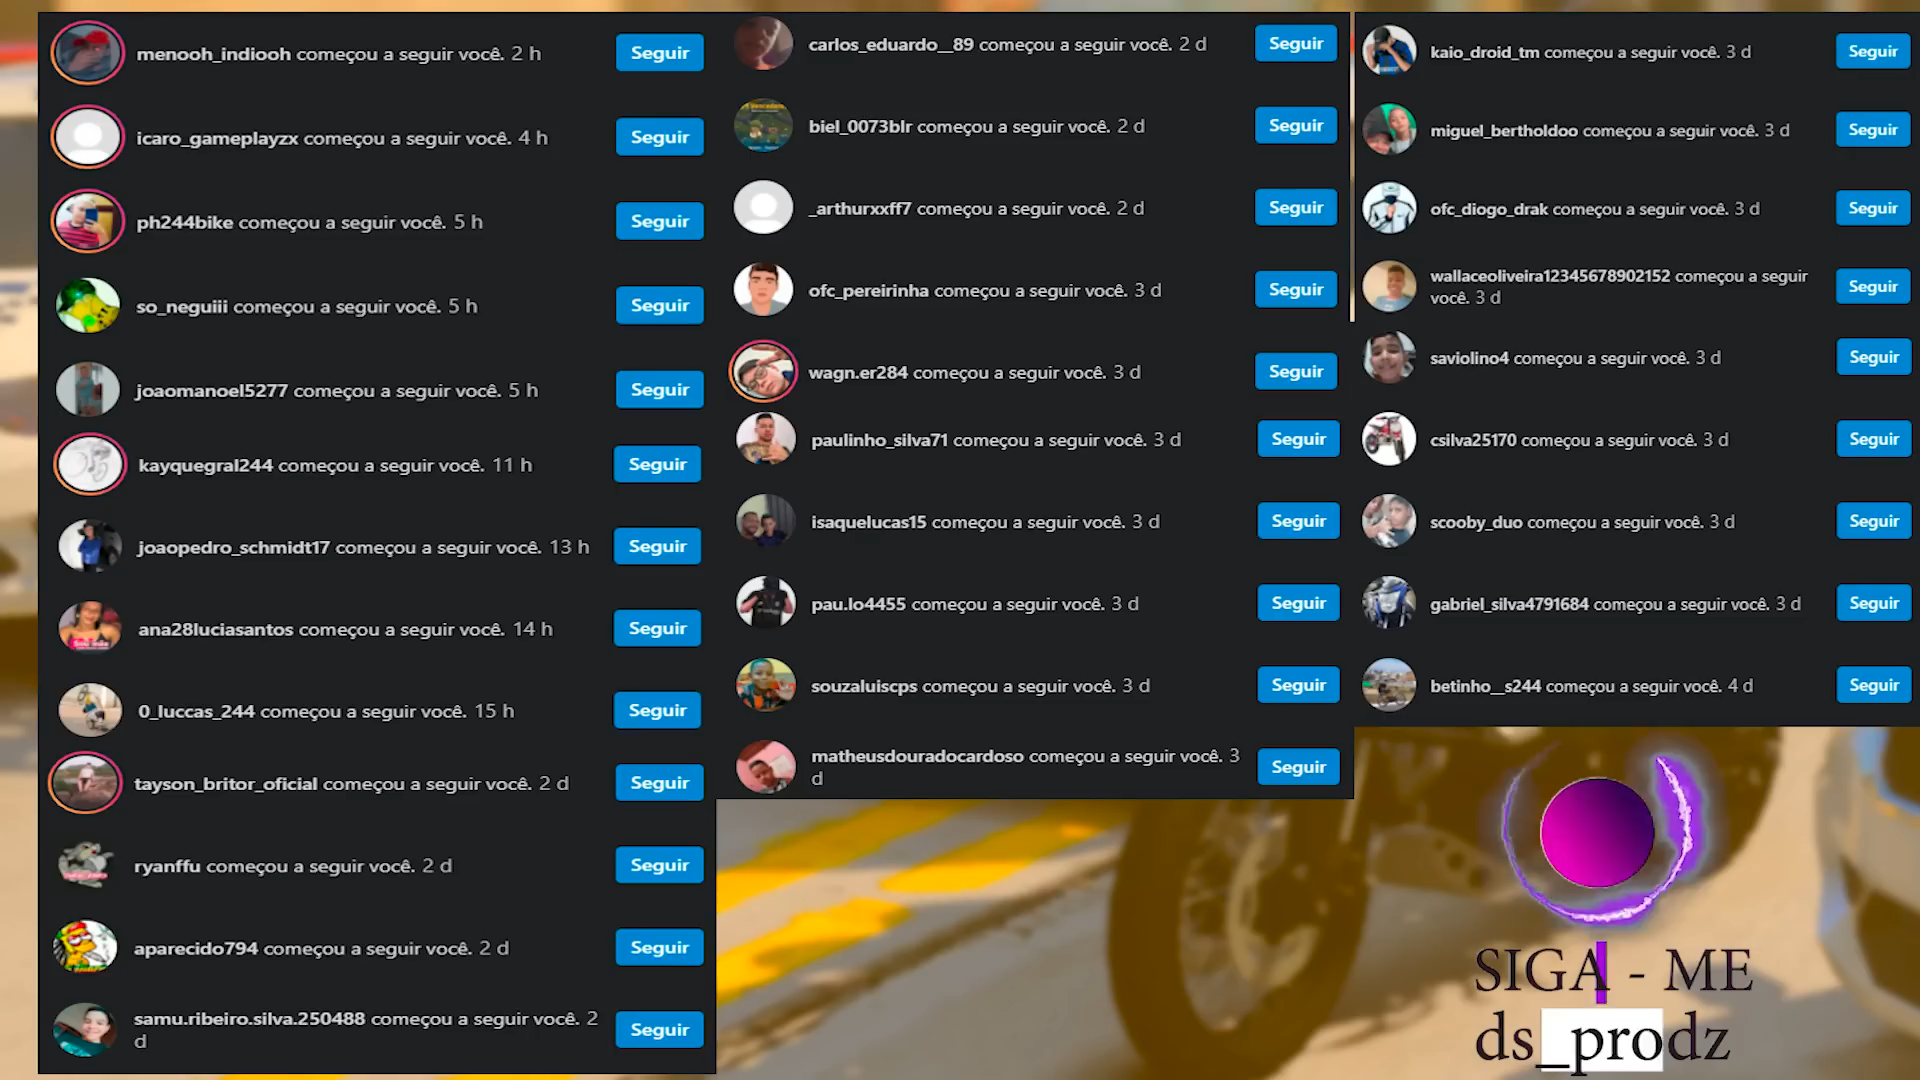 menooh_indiooh começou a seguir você. 2 h
Seguir
icaro_gameplayzx começou a seguir você. 4 h
Seguir
ph244bike começou a seguir você. 5 h
Seguir
so_neguiii começou a seguir você. 5 h
Seguir
joaomanoel5277 começou a seguir você. 5 h
Seguir
kayquegral244 começou a seguir você. 11 h
Seguir
joaopedro_schmidt17 começou a seguir você. 13 h
Seguir
ana28luciasantos começou a seguir você. 14 h
Seguir
0_luccas_244 começou a seguir você. 15 h
Seguir
tayson_britor_oficial começou a seguir você. 2 d
Seguir
ryanffu começou a seguir você. 2 d
Seguir
aparecido794 começou a seguir você. 2 d
Seguir
samu.ribeiro.silva.250488 começou a seguir você. 2
d
Seguir
carlos_eduardo__89 começou a seguir você. 2 d
Seguir
biel_0073blr começou a seguir você. 2 d
Seguir
_arthurxxff7 começou a seguir você. 2 d
Seguir
ofc_pereirinha começou a seguir você. 3 d
Seguir
wagn.er284 começou a seguir você. 3 d
Seguir
paulinho_silva71 começou a seguir você. 3 d
Seguir
isaquelucas15 começou a seguir você. 3 d
Seguir
pau.lo4455 começou a seguir você. 3 d
Seguir
souzaluiscps começou a seguir você. 3 d
Seguir
matheusdouradocardoso começou a seguir você. 3
d
Seguir
kaio_droid_tm começou a seguir você. 3 d
Seguir
miguel_bertholdoo começou a seguir você. 3 d
Seguir
ofc_diogo_drak começou a seguir você. 3 d
Seguir
wallaceoliveira12345678902152 começou a seguir
você. 3 d
Seguir
saviolino4 começou a seguir você. 3 d
Seguir
csilva25170 começou a seguir você. 3 d
Seguir
scooby_duo começou a seguir você. 3 d
Seguir
gabriel_silva4791684 começou a seguir você. 3 d
Seguir
betinho__s244 começou a seguir você. 4 d
Seguir
SIGA - ME
ds_prodz